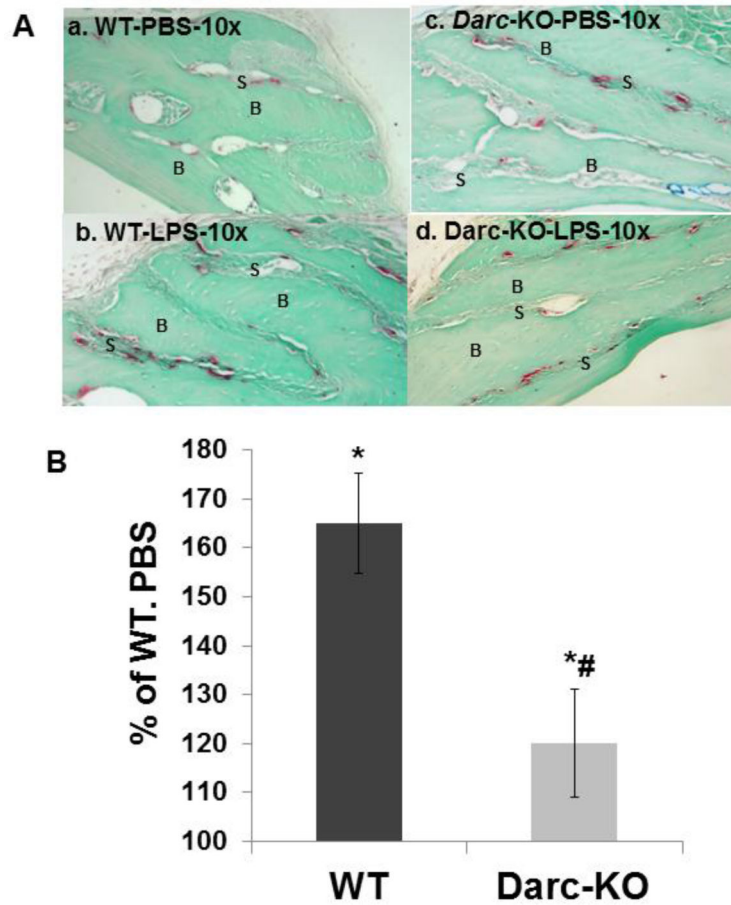 A
a. WT-PBS-10x
B
S
B
B
c. Darc-KO-PBS-10x
B
S
B
S
b. WT-LPS-10x
S
B
B
S
d. Darc-KO-LPS-10x
B
S
B
S
B
% of WT. PBS
180
170
160
150
140
130
120
110
100
*
*#
WT
Darc-KO